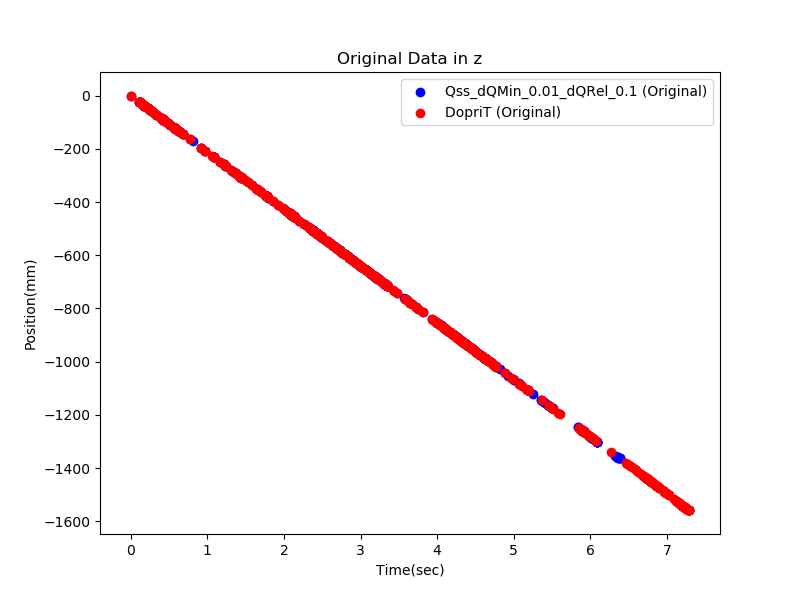 Original Data in z
Qss_dQMin_0.01_dQRel_0.1 (Original)
DopriT (Original)
Position(mm)
0
−200
−400
−600
−800
−1000
−1200
−1400
−1600
0 1 2 3 4 5 6 7
Time(sec)